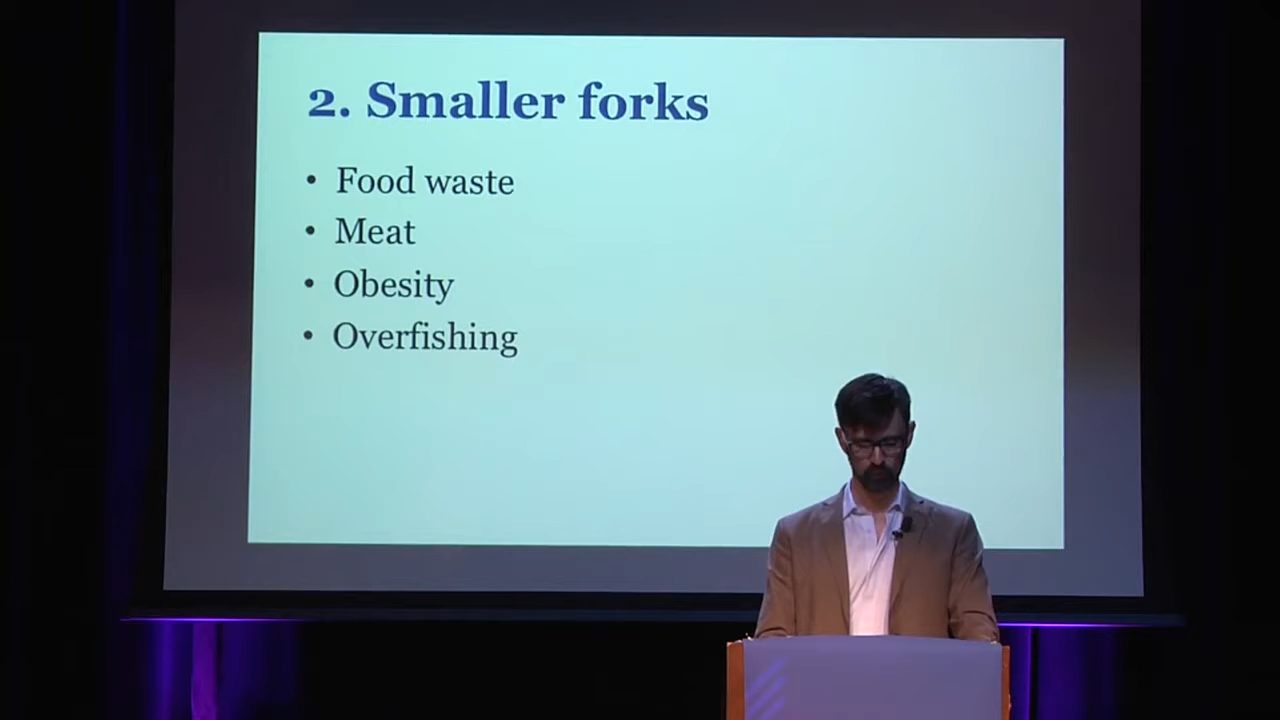 2. Smaller forks
• Food waste
• Meat
• Obesity
• Overfishing